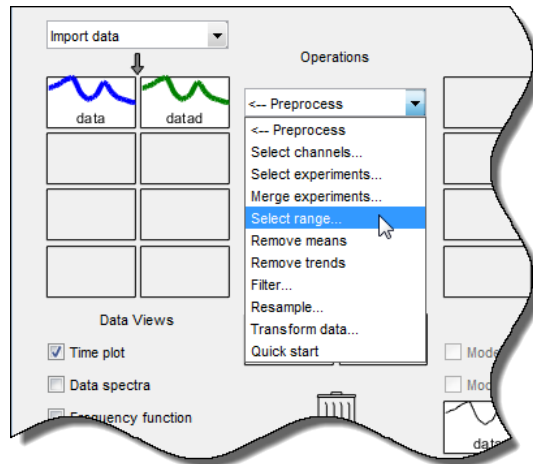 Import data
Operations
data
datad
<-- Preprocess
<-- Preprocess
Select channels...
Select experiments...
Merge experiments...
Select range...
Remove means
Remove trends
Filter...
Resample...
Transform data...
Quick start
Data Views
Time plot
Data spectra
Frequency function